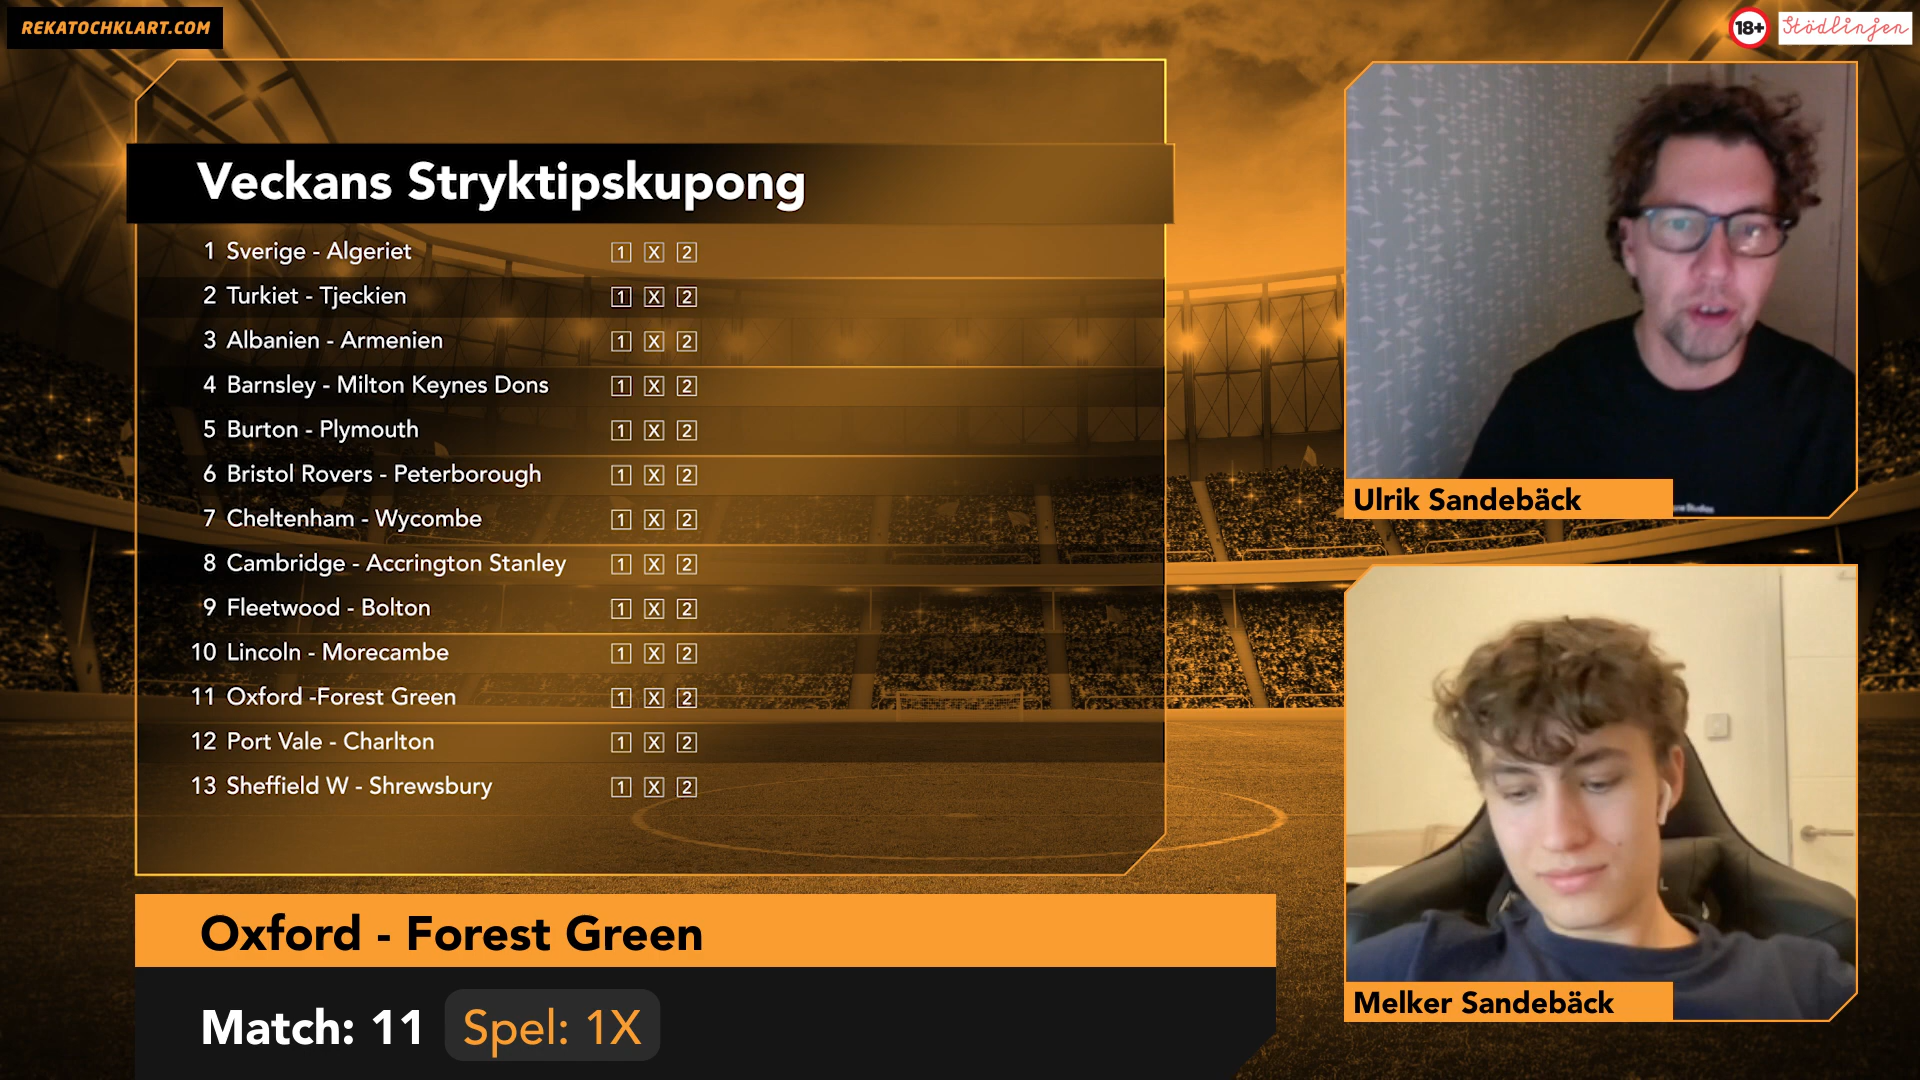 REKATOCHKLART.COM
18+
Stödlinjen
Veckans Stryktipskupong
1 Sverige - Algeriet 1 X 2
2 Turkiet - Tjeckien 1 X 2
3 Albanien - Armenien 1 X 2
4 Barnsley - Milton Keynes Dons 1 X 2
5 Burton - Plymouth 1 X 2
6 Bristol Rovers - Peterborough 1 X 2
7 Cheltenham - Wycombe 1 X 2
8 Cambridge - Accrington Stanley 1 X 2
9 Fleetwood - Bolton 1 X 2
10 Lincoln - Morecambe 1 X 2
11 Oxford -Forest Green 1 X 2
12 Port Vale - Charlton 1 X 2
13 Sheffield W - Shrewsbury 1 X 2
Ulrik Sandebäck
Melker Sandebäck
Oxford - Forest Green
Match: 11 Spel: 1X